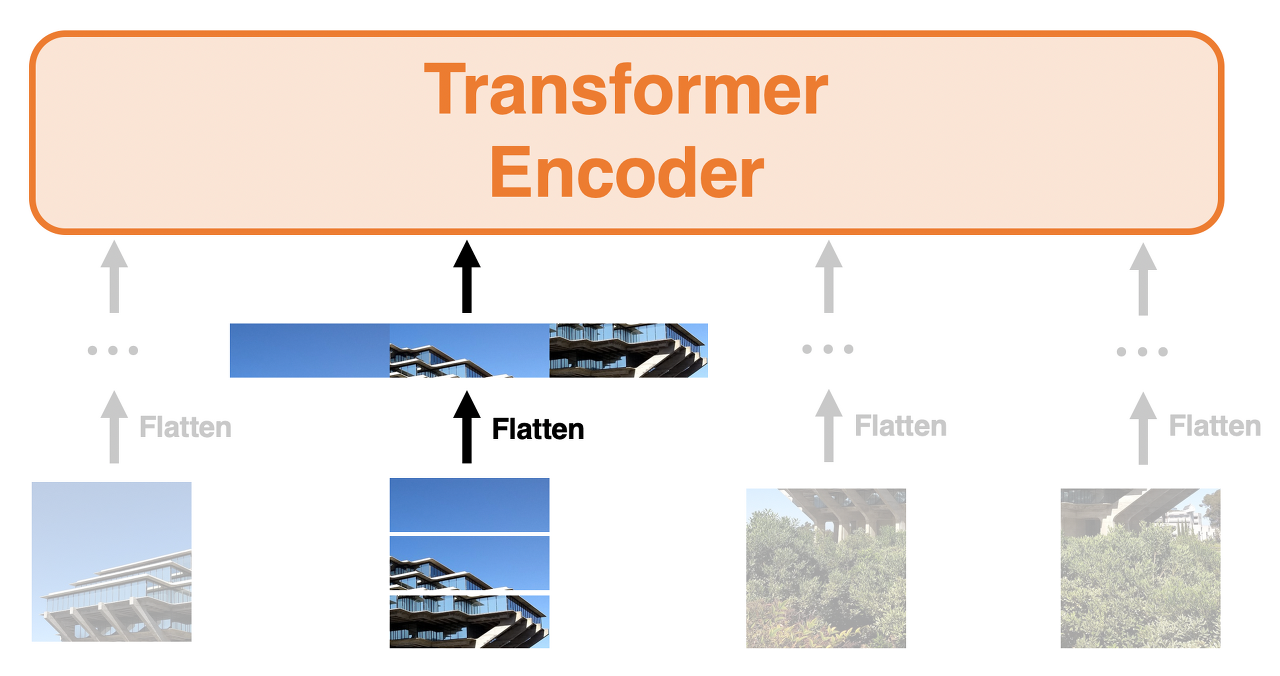 Transformer
Encoder
Flatten
Flatten
Flatten
Flatten